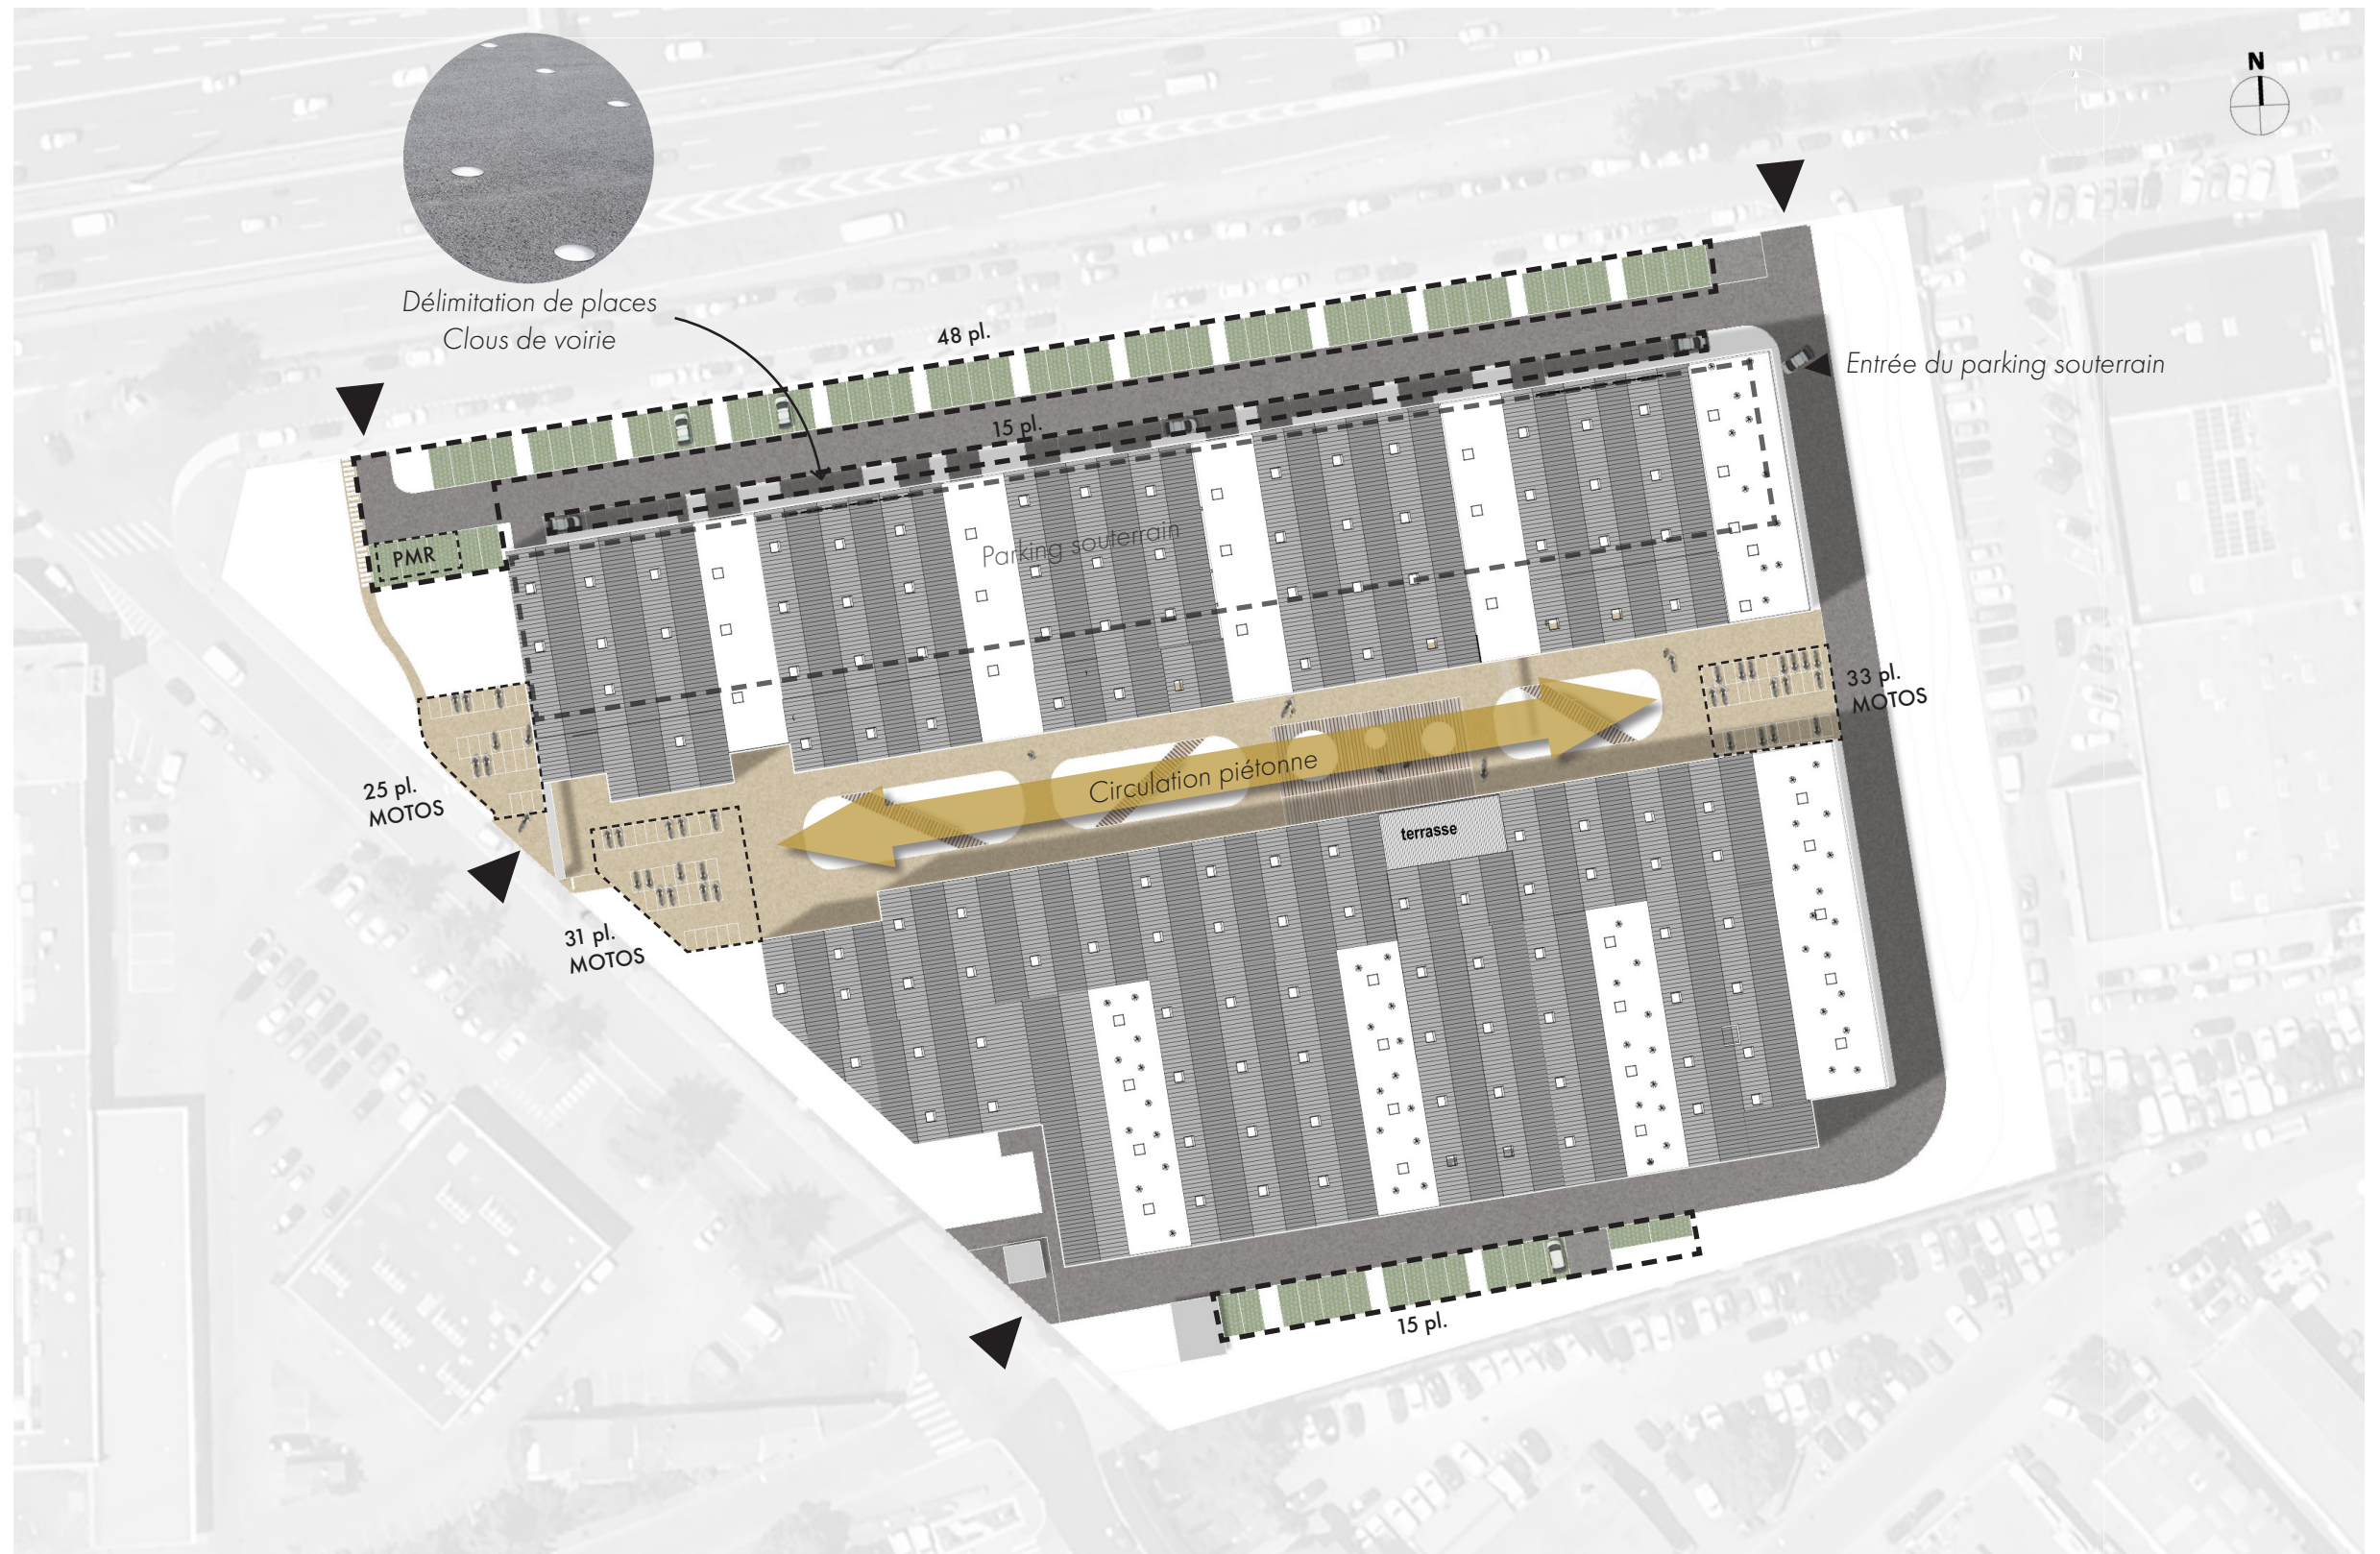 N
N
Délimitation de places
Clous de voirie
48 pl.
Entrée du parking souterrain
15 pl.
Parking souterrain
PMR
33 pl.
MOTOS
25 pl.
MOTOS
Circulation piétonne
terrasse
31 pl.
MOTOS
15 pl.